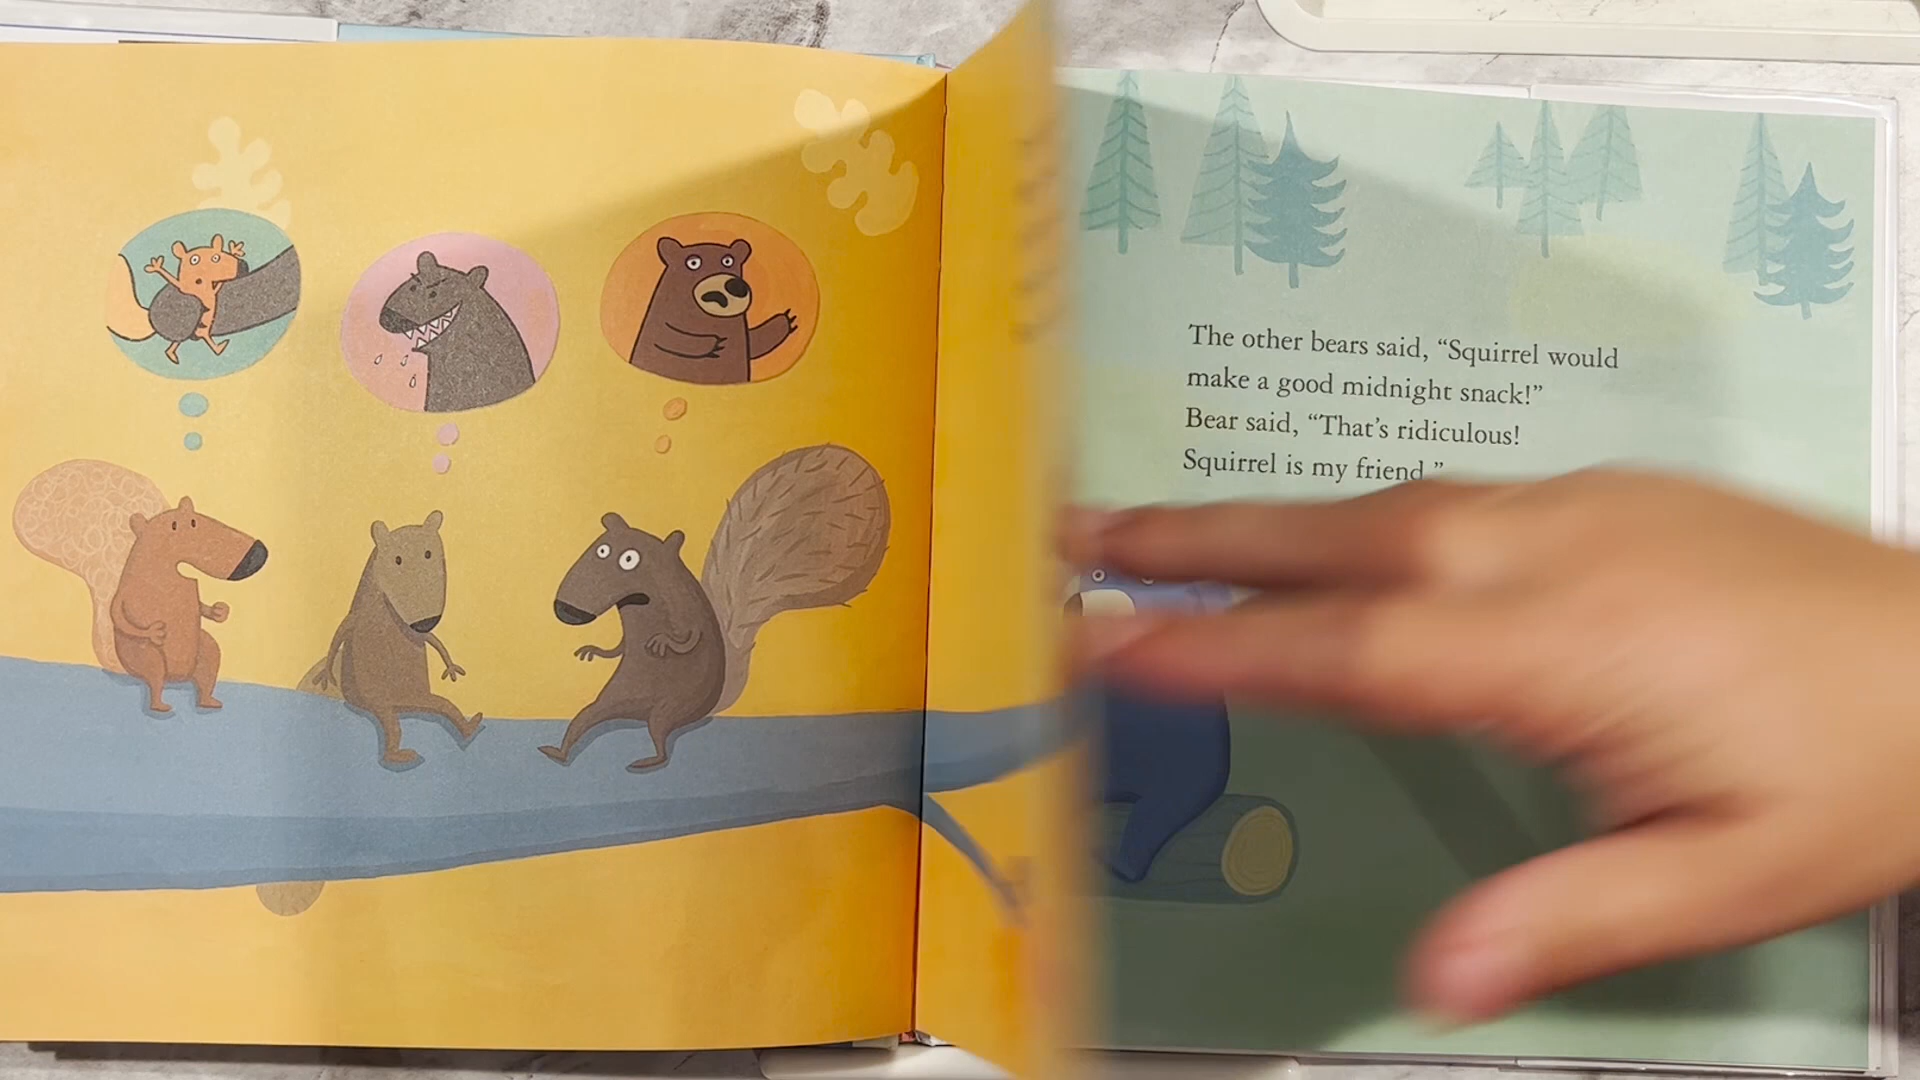 The other bears said, “Squirrel would
make a good midnight snack!”
Bear said, “That’s ridiculous!
Squirrel is my friend.”